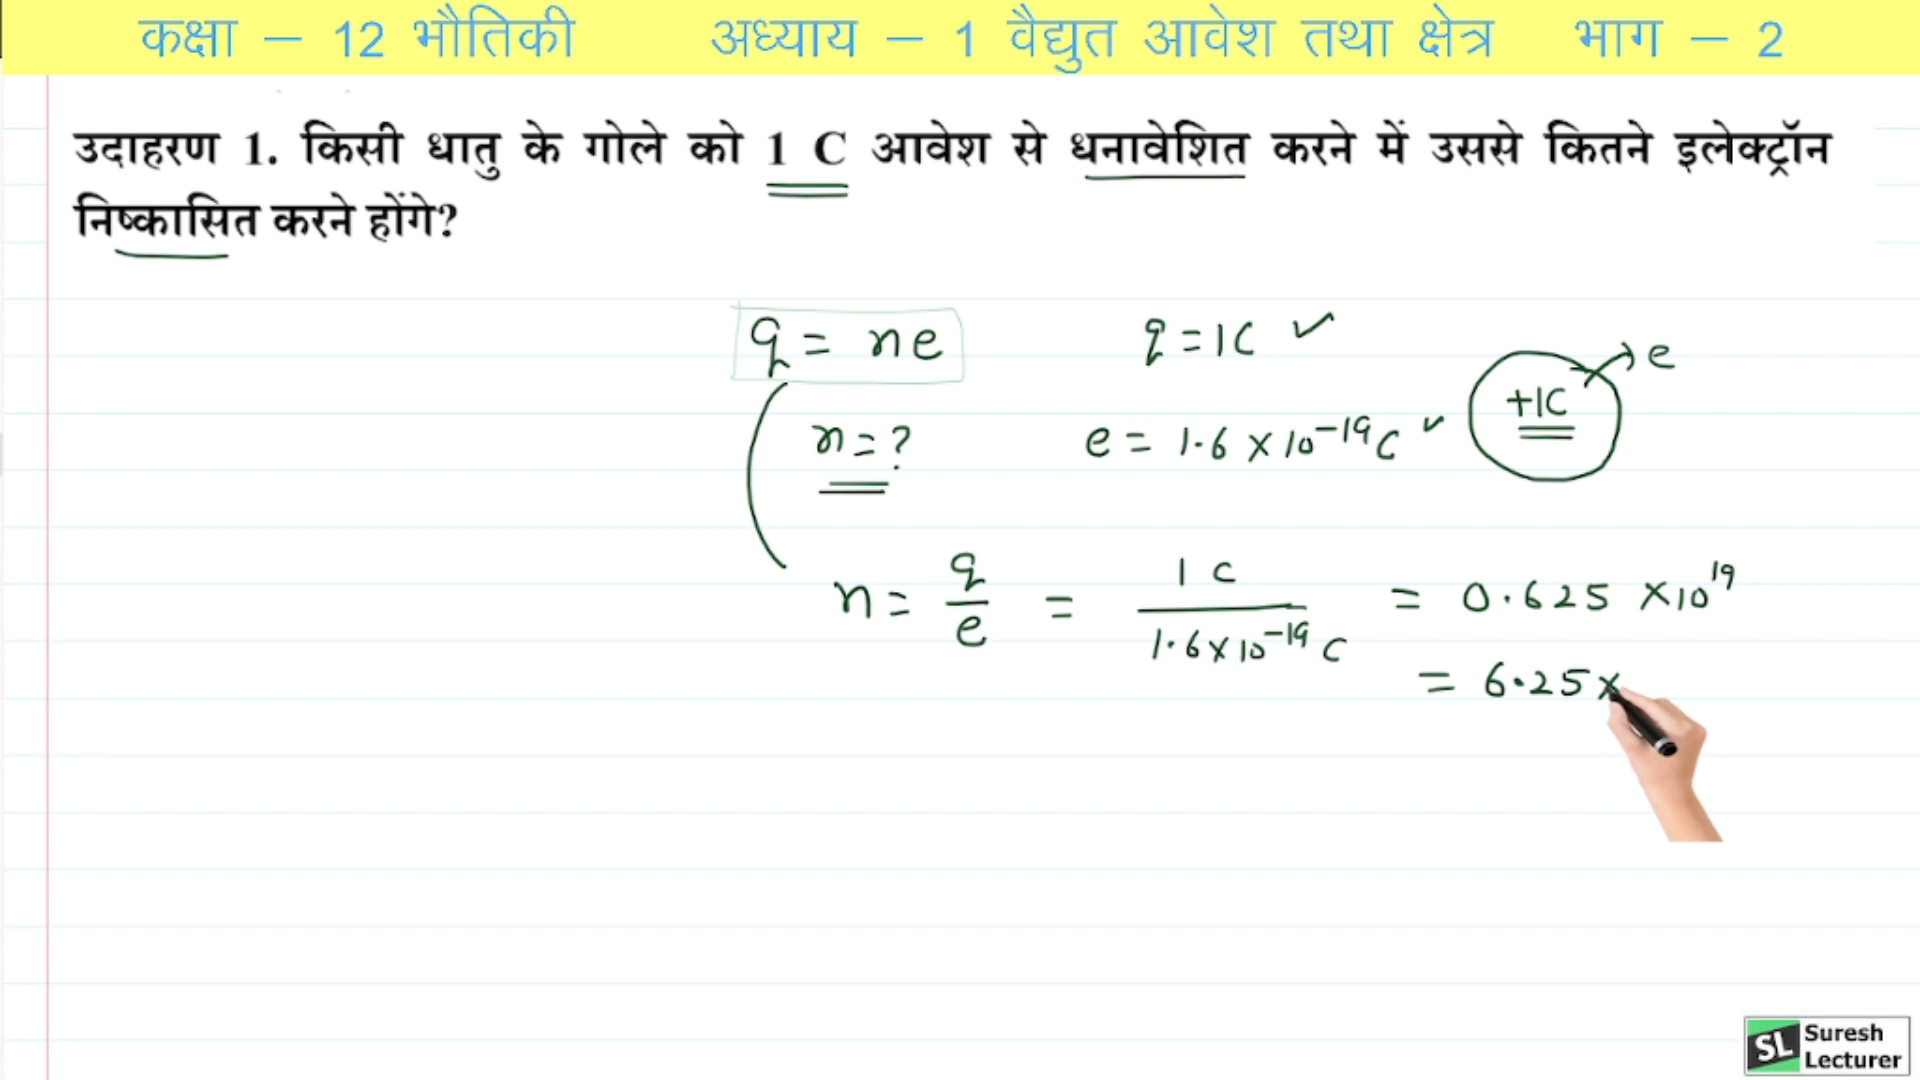 कक्षा – 12 भौतिकी अध्याय – 1 वैद्युत आवेश तथा क्षेत्र भाग – 2
उदाहरण 1. किसी धातु के गोले को 1 C आवेश से धनावेशित करने में उससे कितने इलेक्ट्रॉन
निष्कासित करने होंगे?
q = ne q = 1C ✓
+1C e
n = ? e = 1.6 × 10⁻¹⁹ C ✓
n = q/e = 1 C / 1.6 × 10⁻¹⁹ C = 0.625 × 10¹⁹
= 6.25 ×
SL Suresh
Lecturer